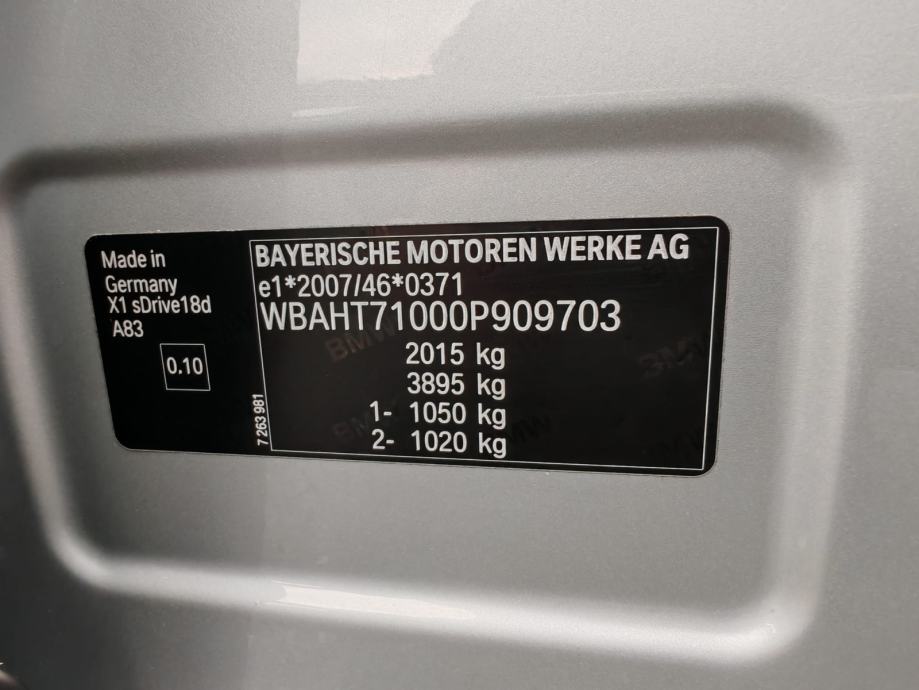 Made in
Germany
X1 sDrive18d
A83
0.10
7 263 981
BAYERISCHE MOTOREN WERKE AG
e1*2007/46*0371
WBAHT71000P909703
2015 kg
3895 kg
1- 1050 kg
2- 1020 kg